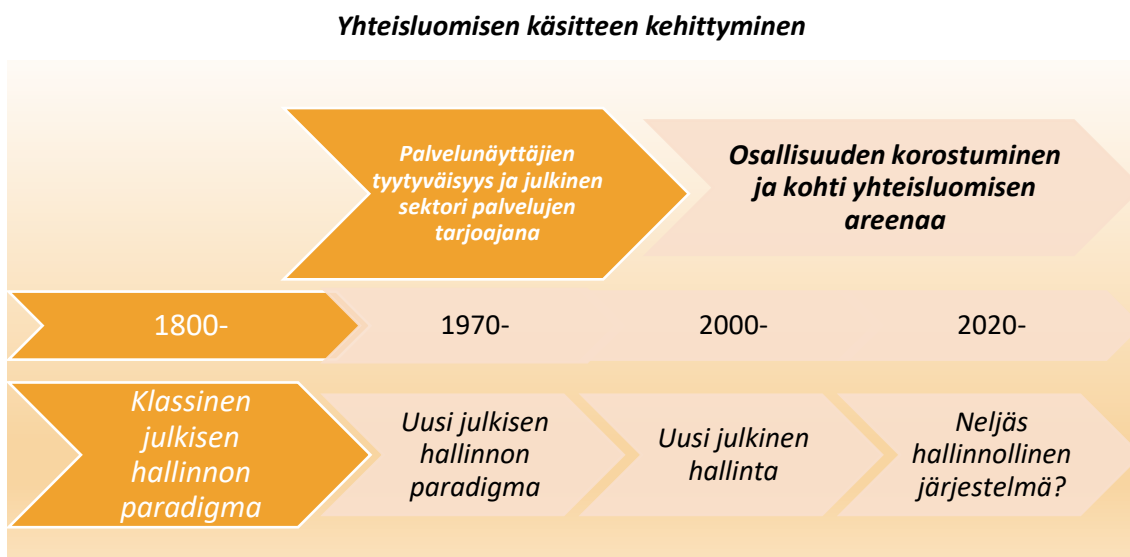 Yhteisluomisen käsitteen kehittyminen
Palvelunäyttäjien
tyytyväisyys ja julkinen
sektori palvelujen
tarjoajana
Osallisuuden korostuminen
ja kohti yhteisluomisen
areenaa
1800-
1970-
2000-
2020-
Klassinen
julkisen
hallinnon
paradigma
Uusi julkisen
hallinnon
paradigma
Uusi julkinen
hallinta
Neljäs
hallinnollinen
järjestelmä?